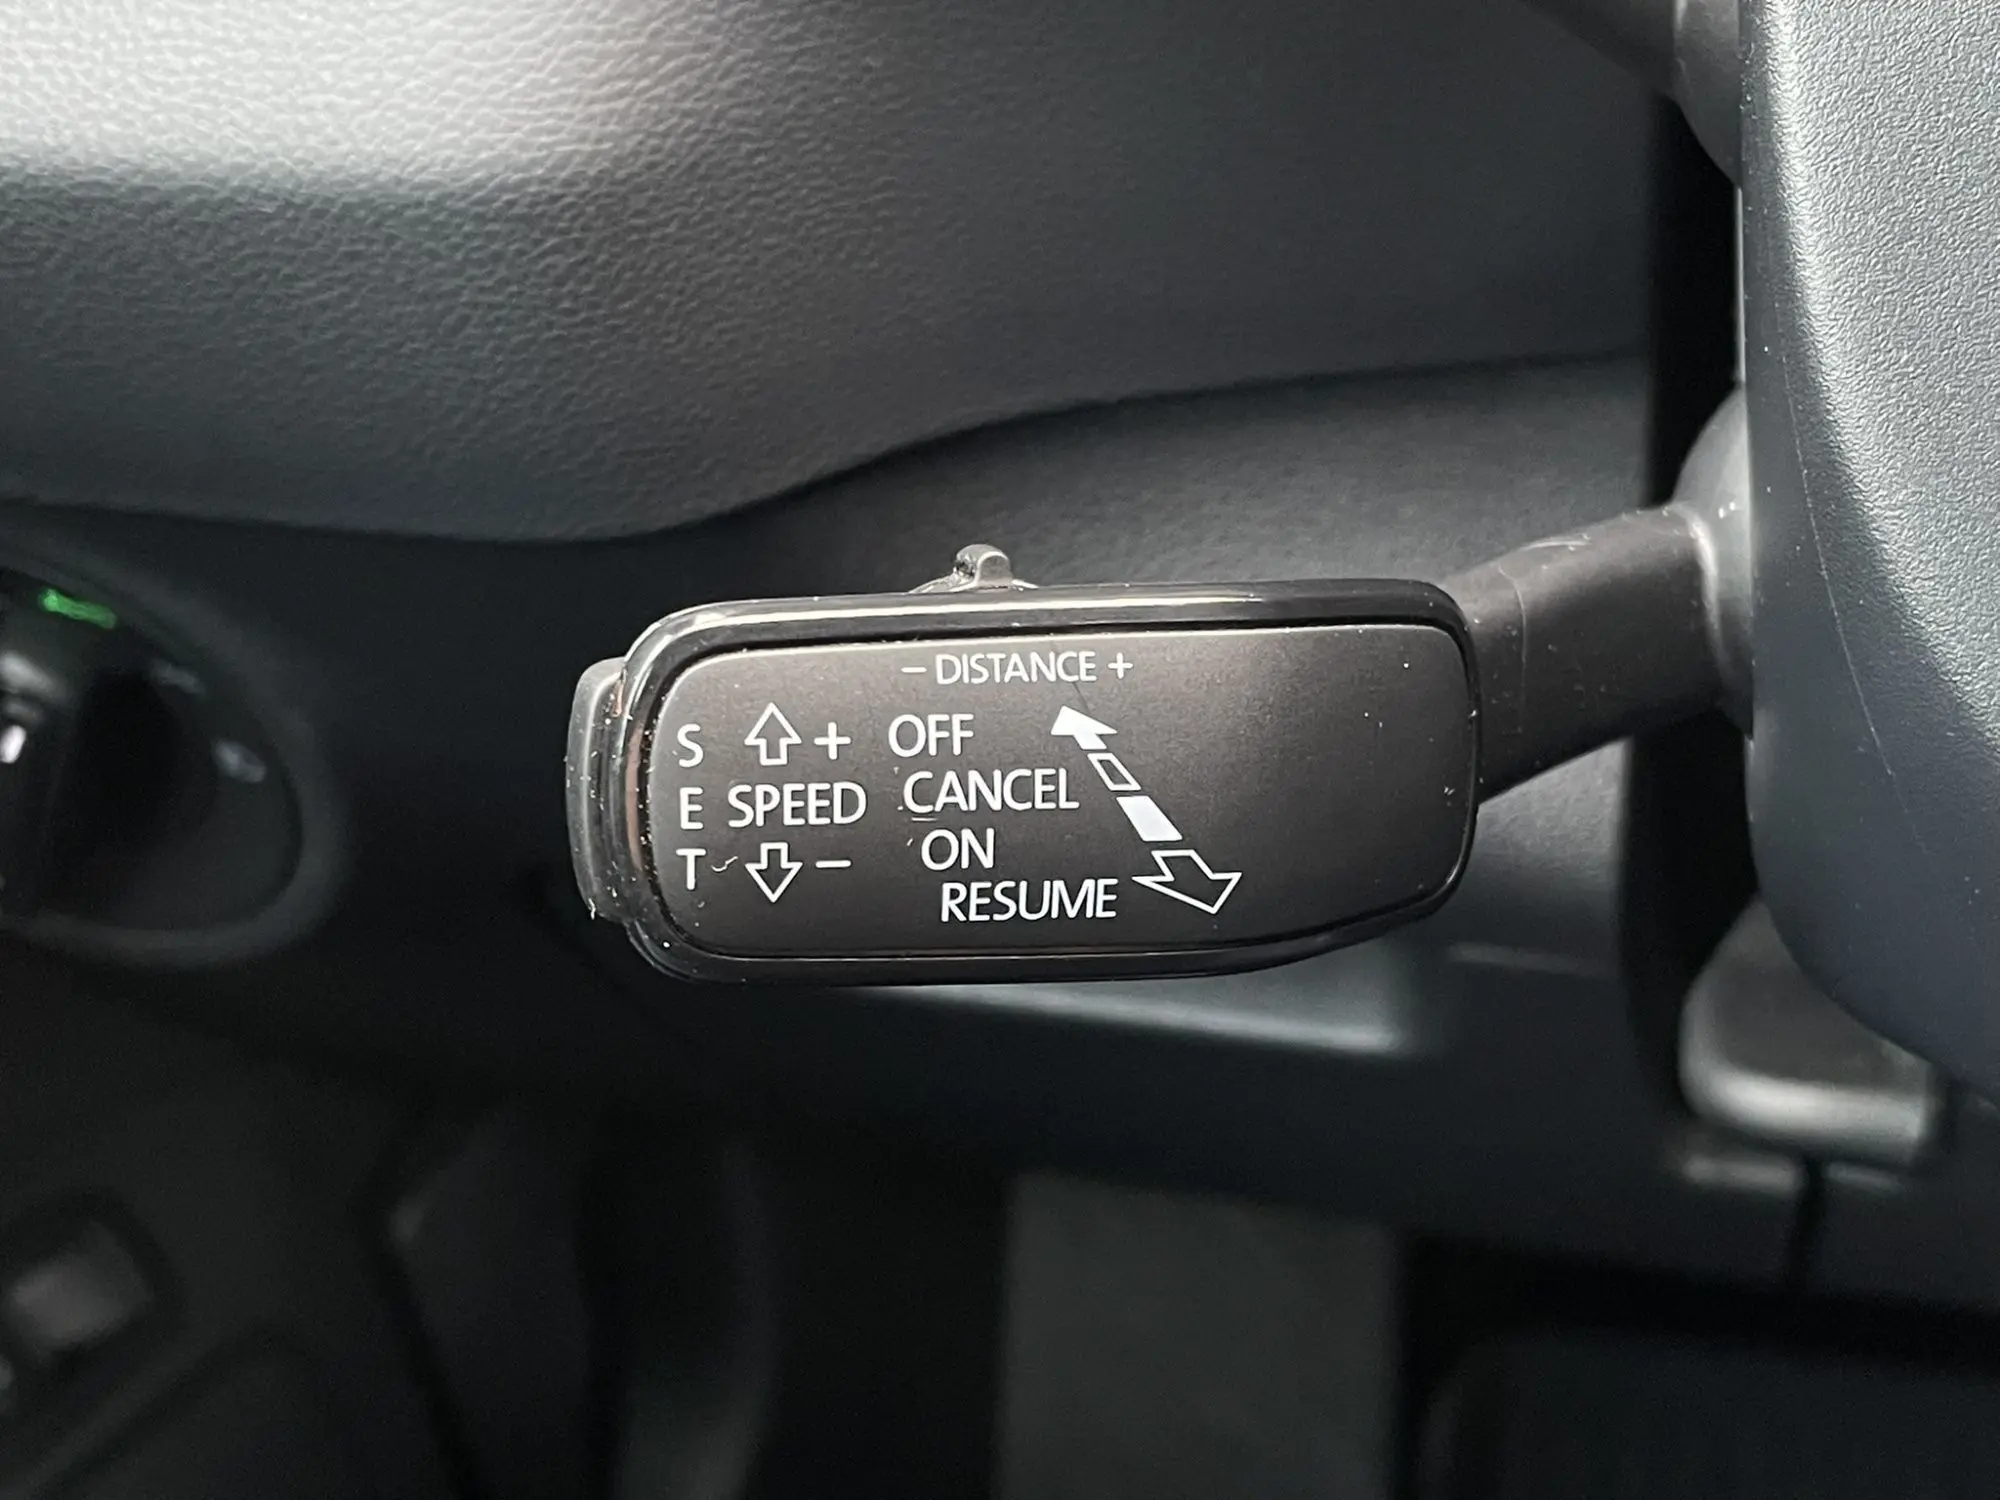 – DISTANCE +
S + OFF
E SPEED CANCEL
T – ON
RESUME